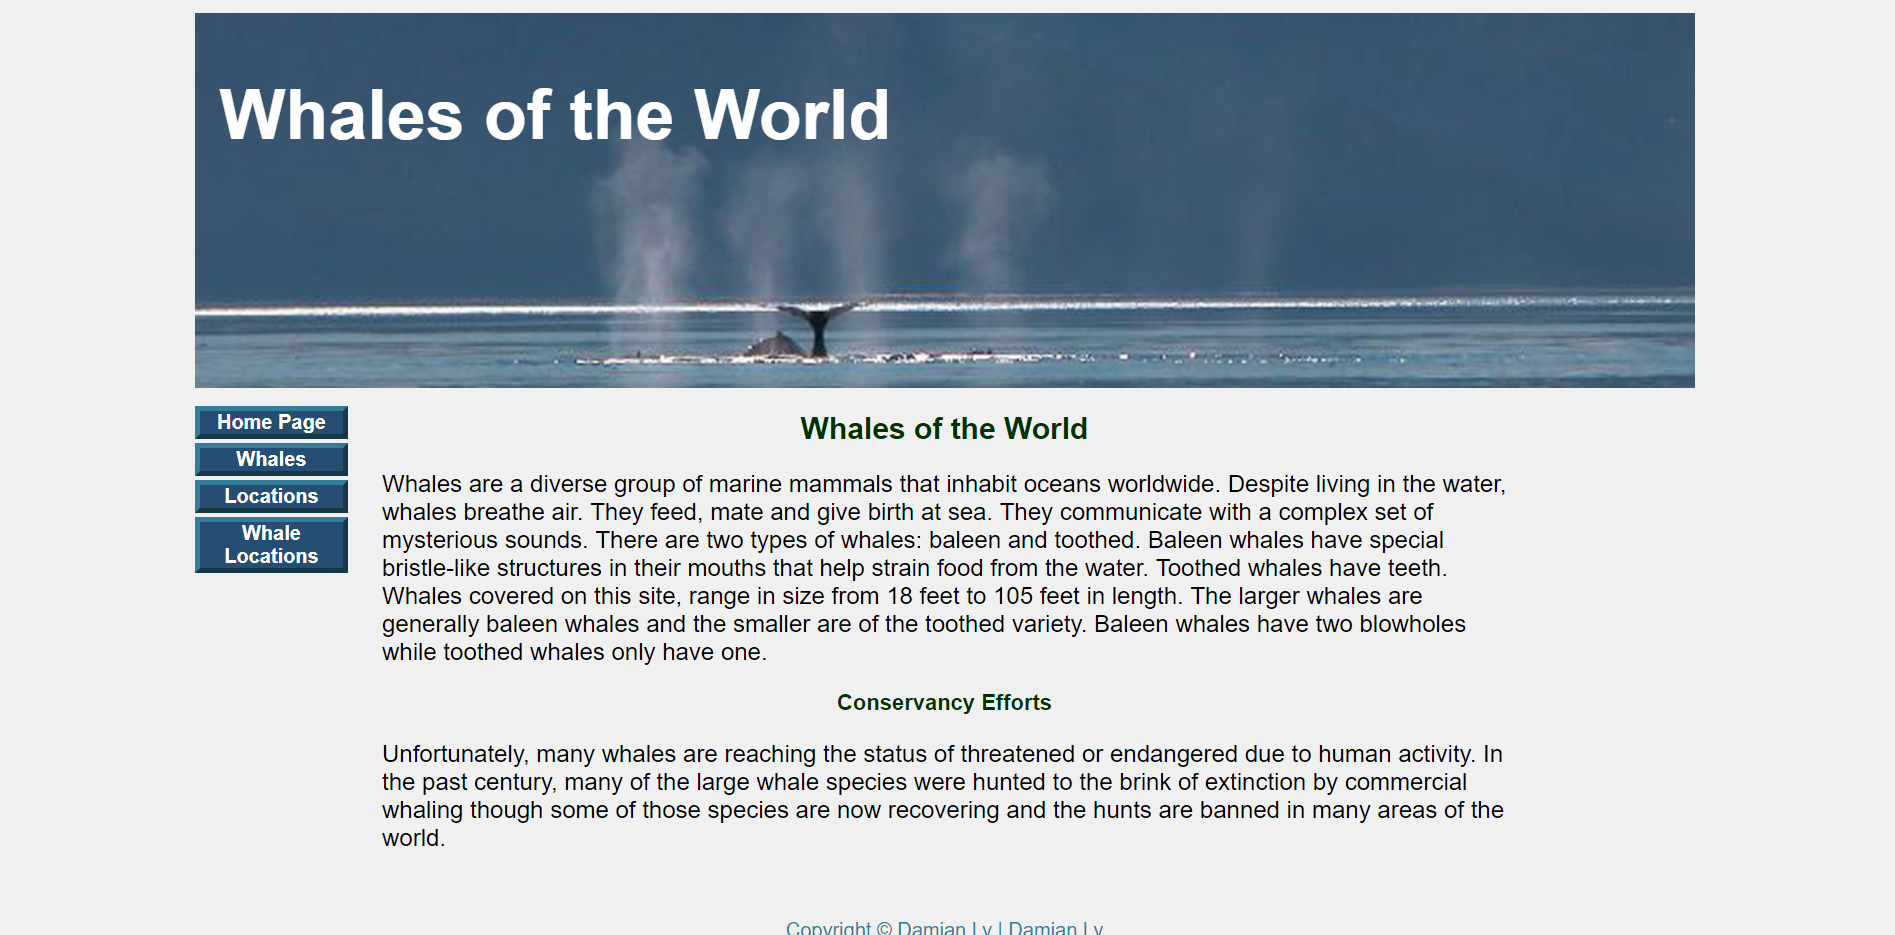 Whales of the World
Home Page
Whales
Locations
Whale
Locations
Whales of the World
Whales are a diverse group of marine mammals that inhabit oceans worldwide. Despite living in the water,
whales breathe air. They feed, mate and give birth at sea. They communicate with a complex set of
mysterious sounds. There are two types of whales: baleen and toothed. Baleen whales have special
bristle-like structures in their mouths that help strain food from the water. Toothed whales have teeth.
Whales covered on this site, range in size from 18 feet to 105 feet in length. The larger whales are
generally baleen whales and the smaller are of the toothed variety. Baleen whales have two blowholes
while toothed whales only have one.
Conservancy Efforts
Unfortunately, many whales are reaching the status of threatened or endangered due to human activity. In
the past century, many of the large whale species were hunted to the brink of extinction by commercial
whaling though some of those species are now recovering and the hunts are banned in many areas of the
world.
Copyright © Damian Ly | Damian Ly